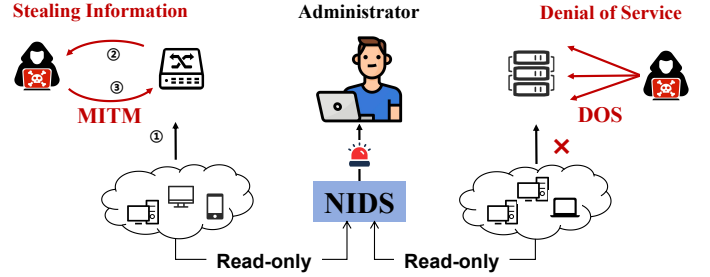 Stealing Information
Administrator
Denial of Service
②
③
MITM
DOS
①
NIDS
Read-only
Read-only